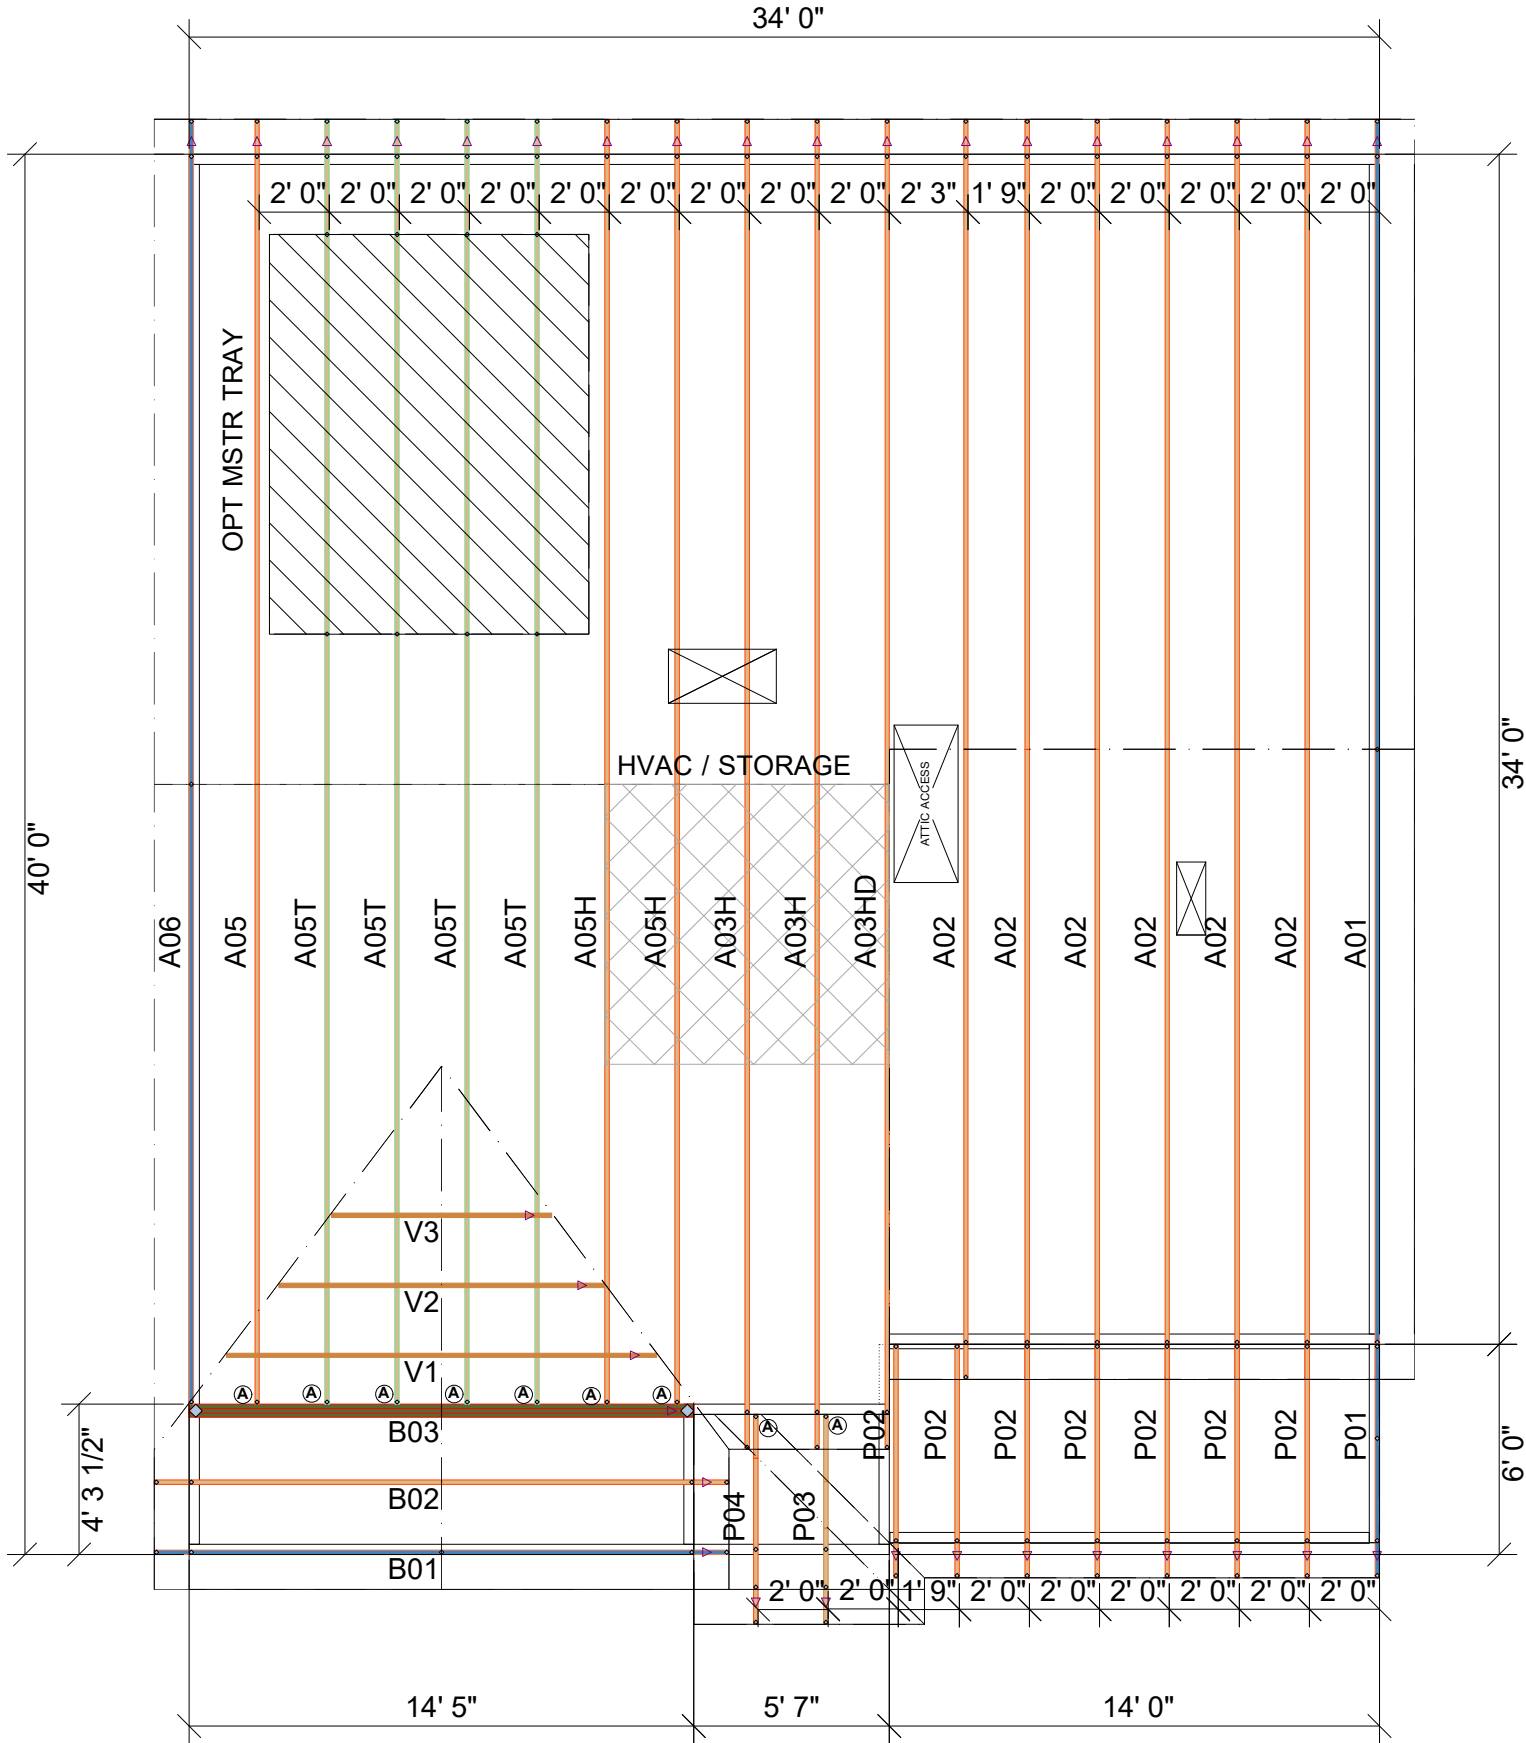 34' 0"
2' 0" 2' 0" 2' 0" 2' 0" 2' 0" 2' 0" 2' 0" 2' 0" 2' 0" 2' 3" 1' 9" 2' 0" 2' 0" 2' 0" 2' 0" 2' 0"
OPT MSTR TRAY
HVAC / STORAGE
ATTIC ACCESS
40' 0"
34' 0"
A06 A05 A05T A05T A05T A05T A05H A05H A03H A03H A03HD A02 A02 A02 A02 A02 A02 A01
V3
V2
V1
A A A A A A A
B03
A A
P02 P02 P02 P02 P02 P02 P02 P01
4' 3 1/2"
6' 0"
B02
P04 P03
B01
2' 0" 2' 0" 1' 9" 2' 0" 2' 0" 2' 0" 2' 0" 2' 0" 2' 0"
14' 5" 5' 7" 14' 0"